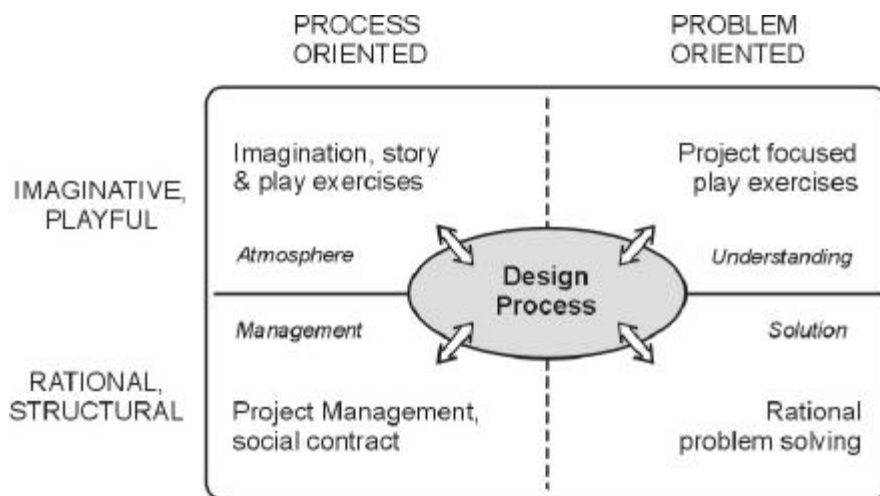 PROCESS
ORIENTED
PROBLEM
ORIENTED
IMAGINATIVE,
PLAYFUL
Imagination, story
& play exercises
Project focused
play exercises
Atmosphere
Understanding
Design
Process
Management
Solution
RATIONAL,
STRUCTURAL
Project Management,
social contract
Rational
problem solving